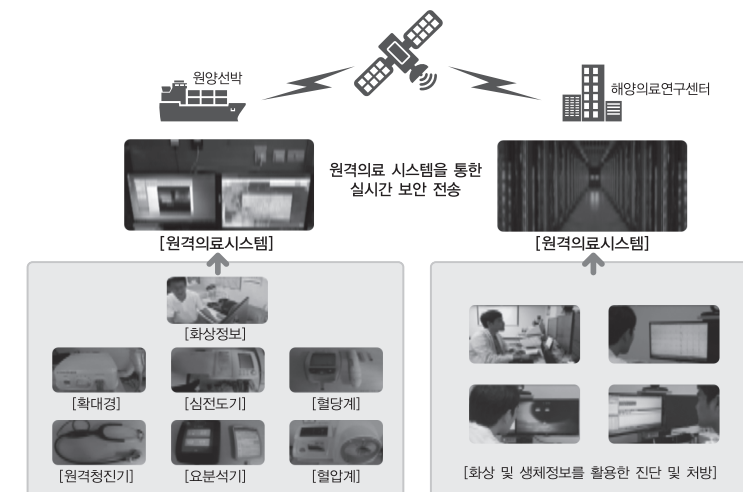 원양선박
해양의료연구센터
원격의료 시스템을 통한
실시간 보안 전송
[원격의료시스템]
[원격의료시스템]
[화상정보]
[확대경]
[심전도기]
[혈당계]
[원격청진기]
[요분석기]
[혈압계]
[화상 및 생체정보를 활용한 진단 및 처방]